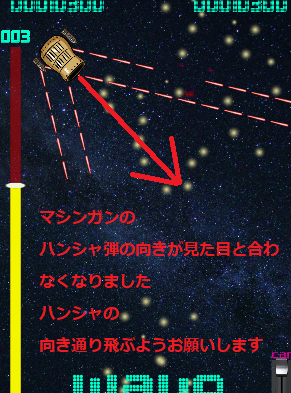 00010300
00010300
003
マシンガンの
ハンシャ弾の向きが見た目と合わ
なくなりました
ハンシャの
向き通り飛ぶようお願いします